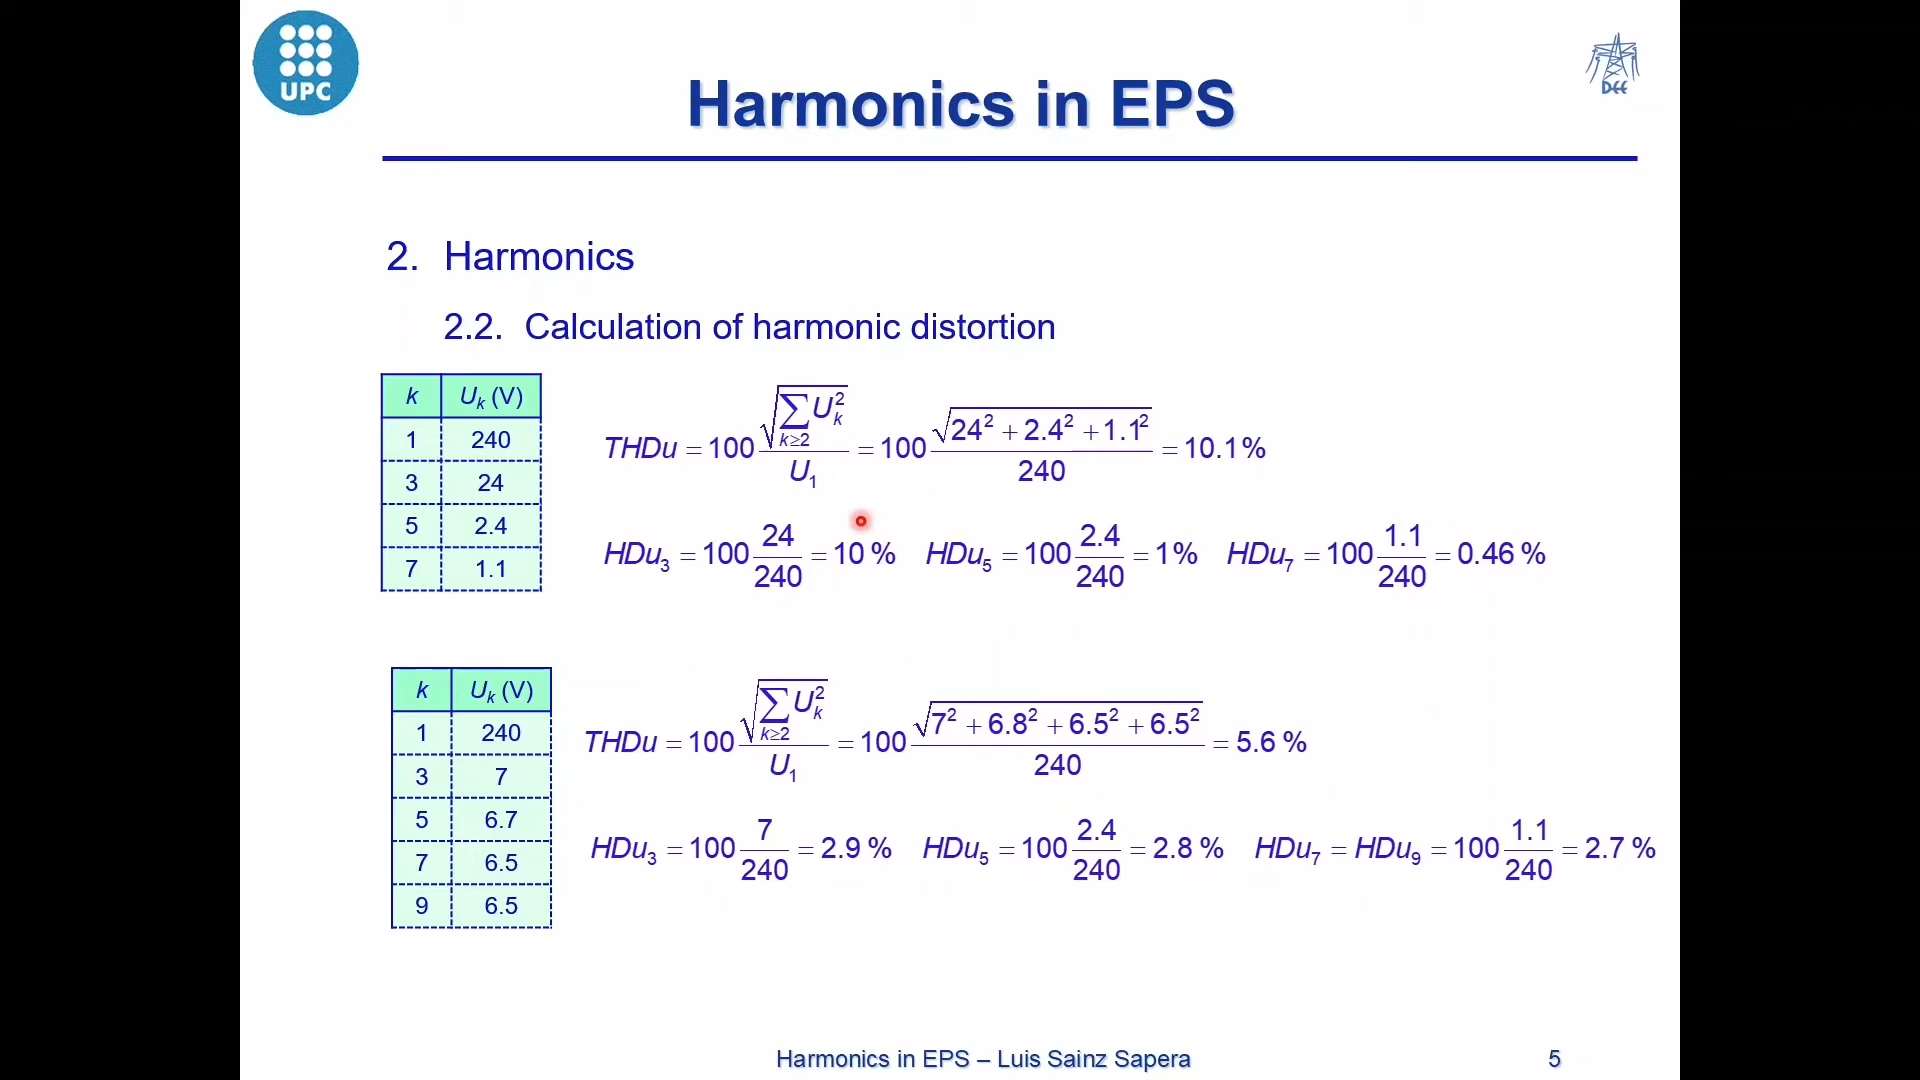 UPC
DEE
Harmonics in EPS
2. Harmonics
2.2. Calculation of harmonic distortion
k U_k (V)
1 240
3 24
5 2.4
7 1.1
THDu = 100 √(∑_{k≥2} U_k^2) / U_1 = 100 √(24² + 2.4² + 1.1²) / 240 = 10.1 %
HDu_3 = 100 24/240 = 10 % HDu_5 = 100 2.4/240 = 1 % HDu_7 = 100 1.1/240 = 0.46 %
k U_k (V)
1 240
3 7
5 6.7
7 6.5
9 6.5
THDu = 100 √(∑_{k≥2} U_k^2) / U_1 = 100 √(7² + 6.8² + 6.5² + 6.5²) / 240 = 5.6 %
HDu_3 = 100 7/240 = 2.9 % HDu_5 = 100 2.4/240 = 2.8 % HDu_7 = HDu_9 = 100 1.1/240 = 2.7 %
Harmonics in EPS – Luis Sainz Sapera
5